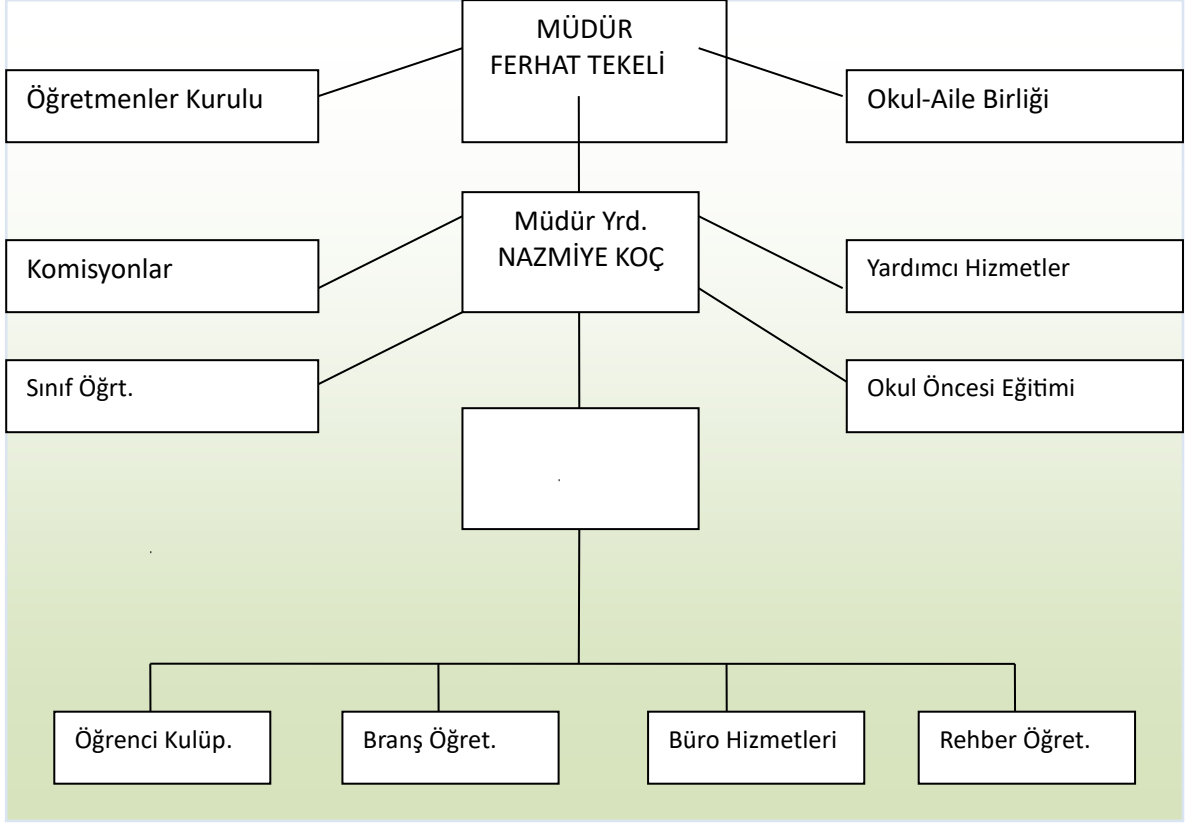 MÜDÜR
FERHAT TEKELİ
Öğretmenler Kurulu
Okul-Aile Birliği
Müdür Yrd.
NAZMİYE KOÇ
Komisyonlar
Yardımcı Hizmetler
Sınıf Öğrt.
Okul Öncesi Eğitimi
.
.
Öğrenci Kulüp.
Branş Öğret.
Büro Hizmetleri
Rehber Öğret.